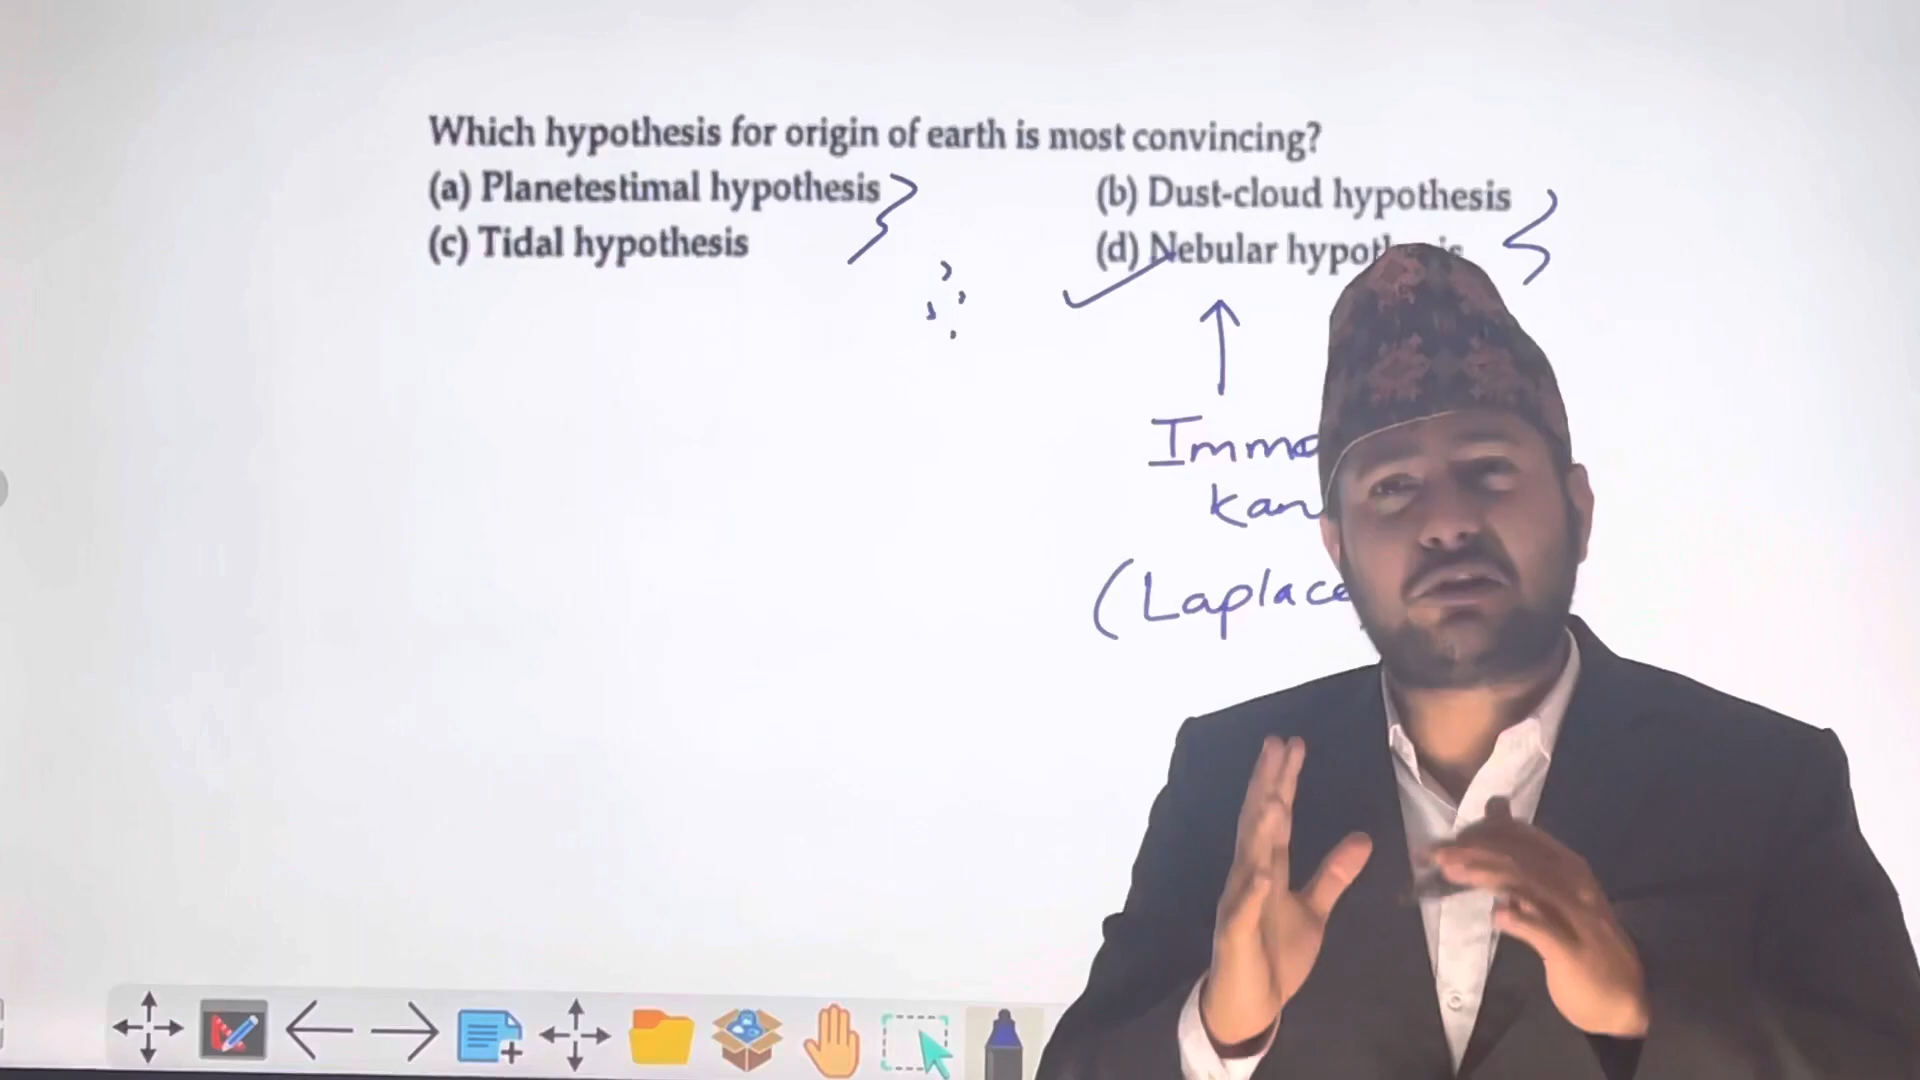 Which hypothesis for origin of earth is most convincing?
(a) Planetestimal hypothesis
(b) Dust-cloud hypothesis
(c) Tidal hypothesis
(d) Nebular
(Laplace